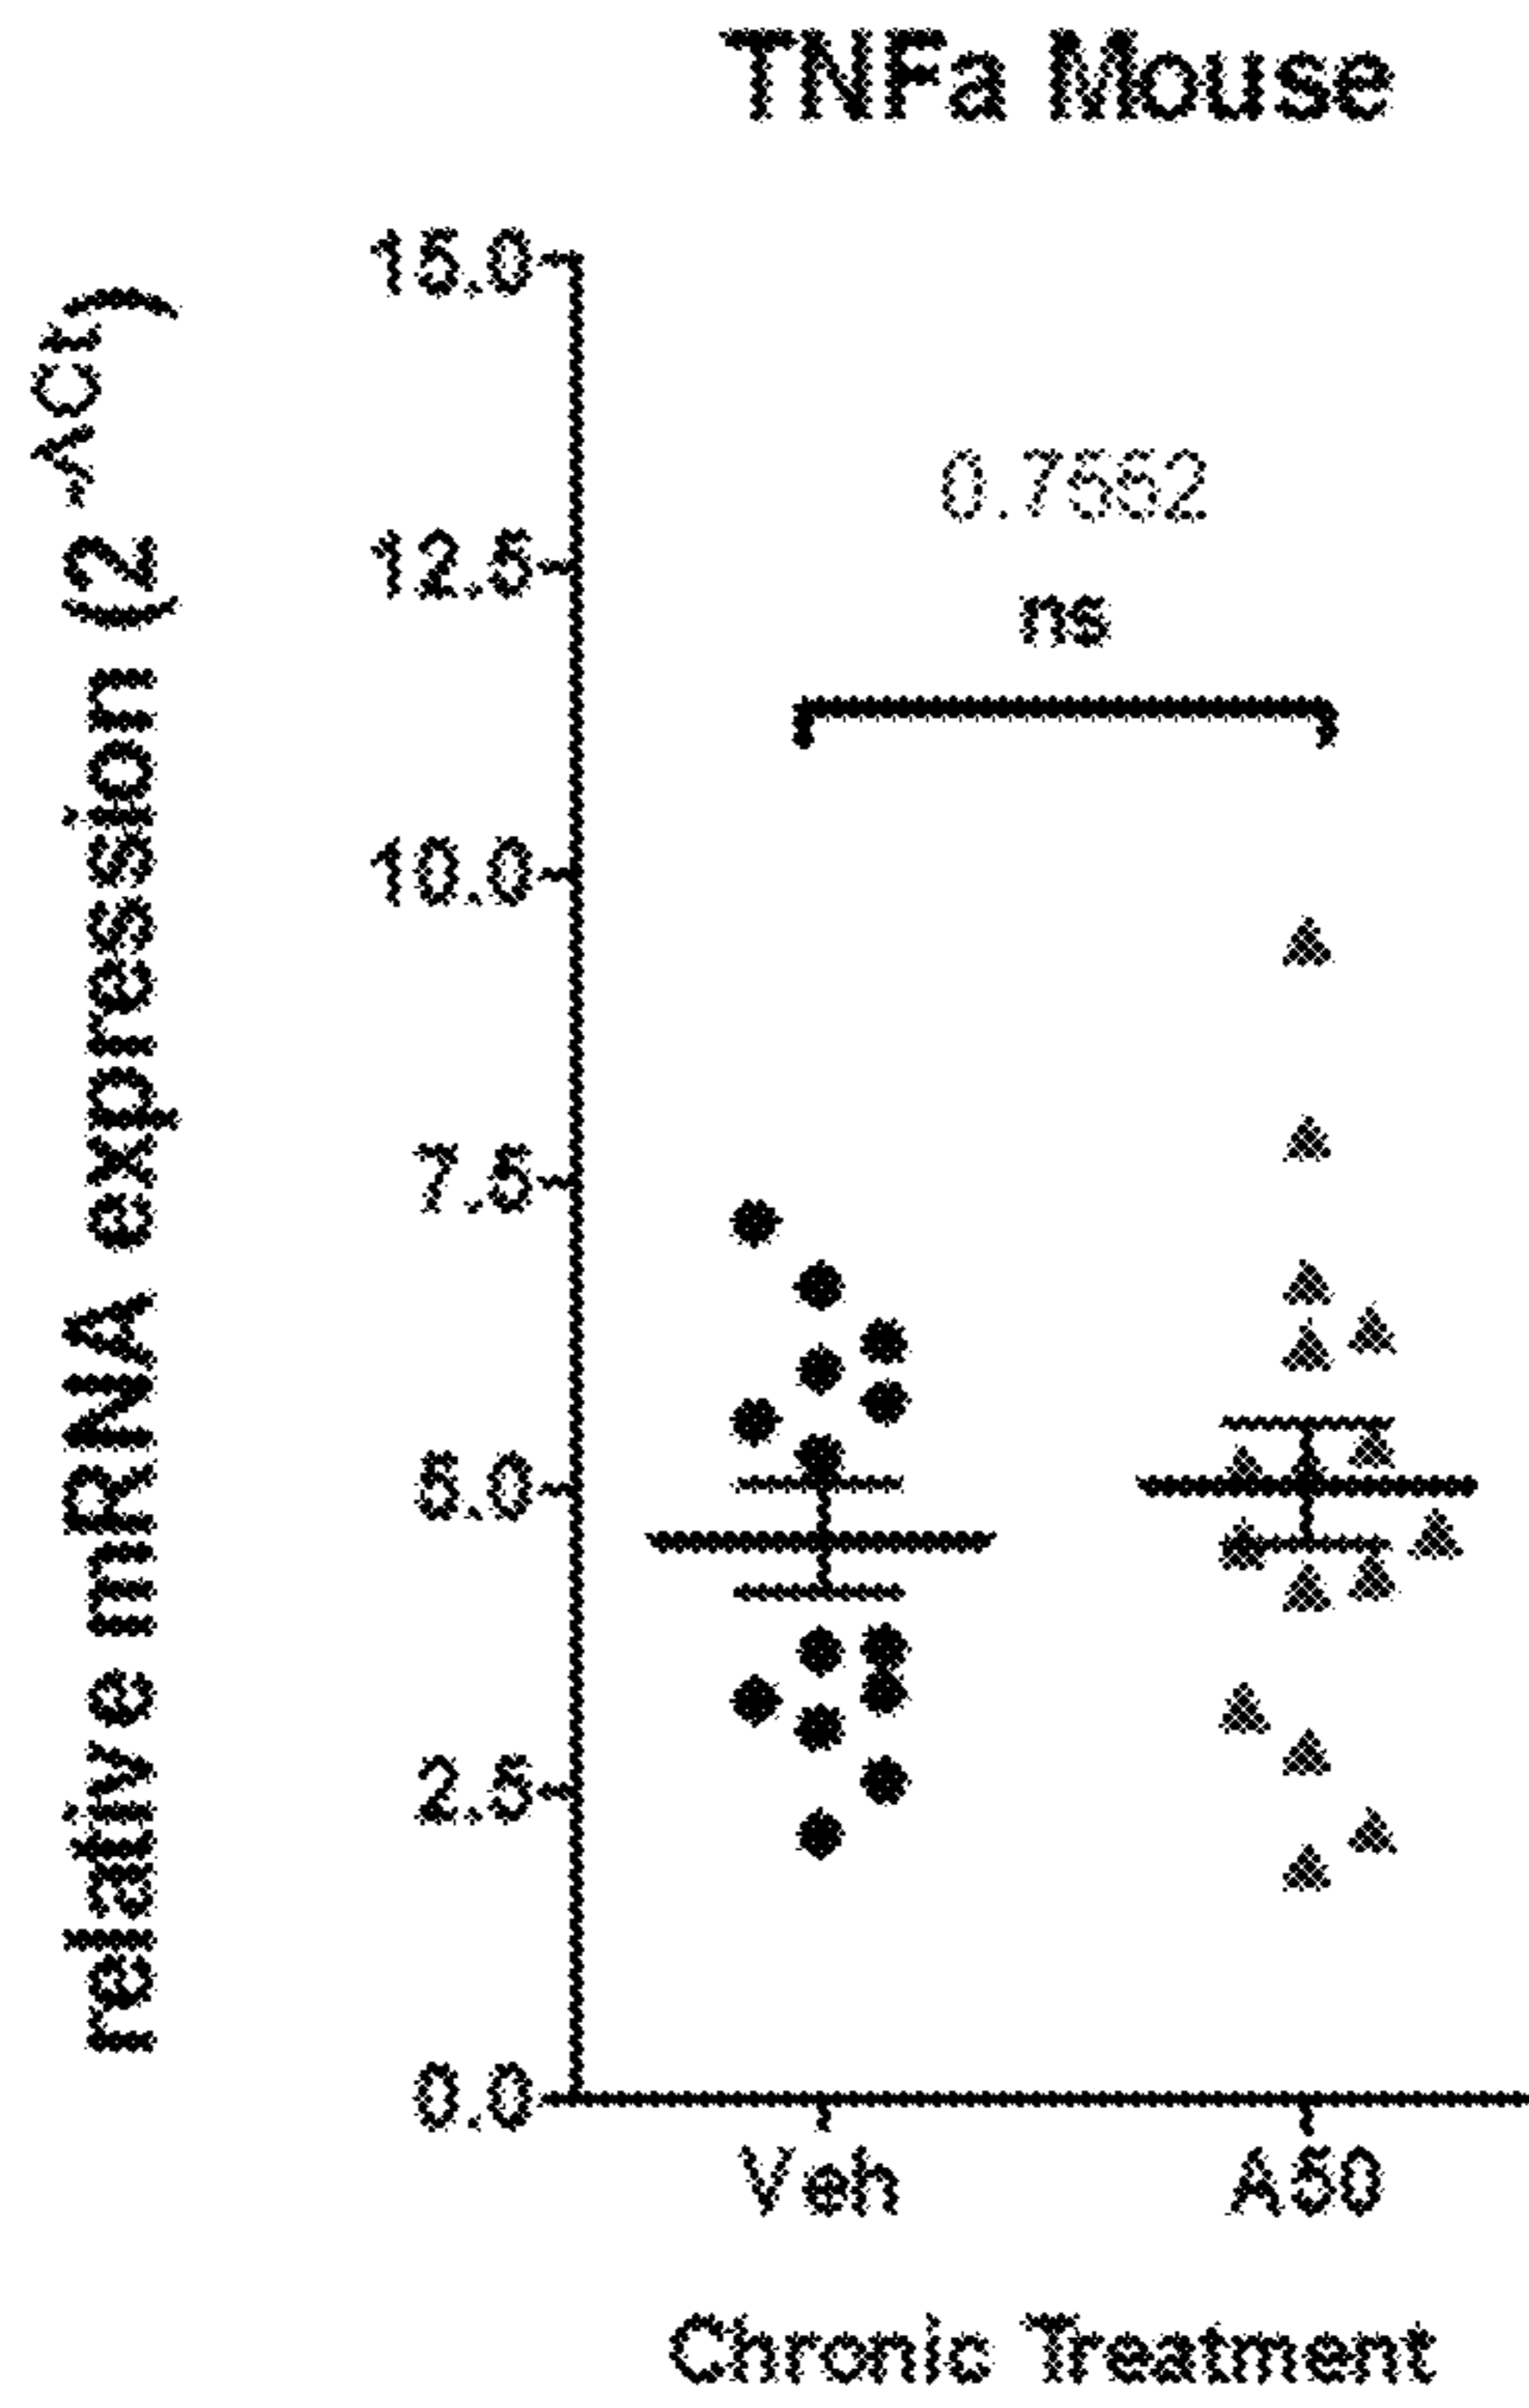 TNFa Mouse
relative mRNA expression (2^-ΛCt)
15.0
12.5
10.0
7.5
5.0
2.5
0.0
0.7552
ns
Veh
A50
Chronic Treatment